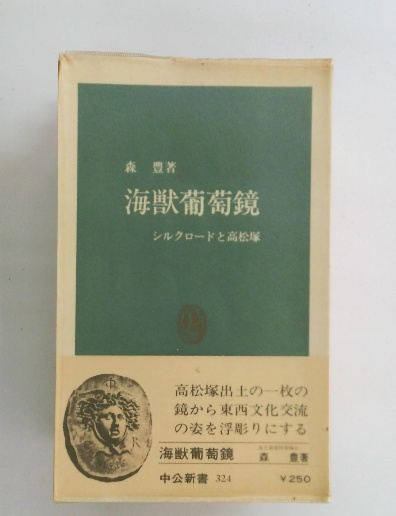 森 豊著
海獣葡萄鏡
シルクロードと高松塚
高松塚出土の一枚の
鏡から東西文化交流
の姿を浮彫りにする
海獣葡萄鏡
森 豊著
中公新書 324
¥250